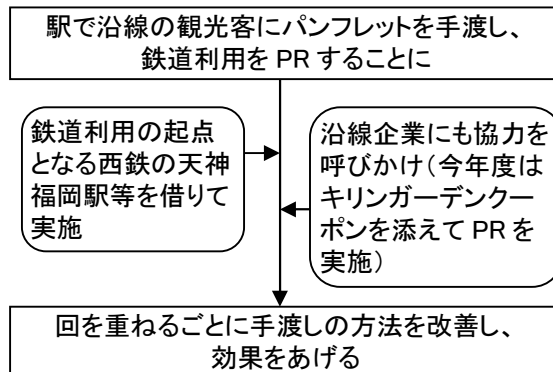 駅で沿線の観光客にパンフレットを手渡し、
鉄道利用を PR することに
鉄道利用の起点
となる西鉄の天神
福岡駅等を借りて
実施
沿線企業にも協力を
呼びかけ（今年度は
キリンガーデンクー
ポンを添えて PR を
実施）
回を重ねるごとに手渡しの方法を改善し、
効果をあげる